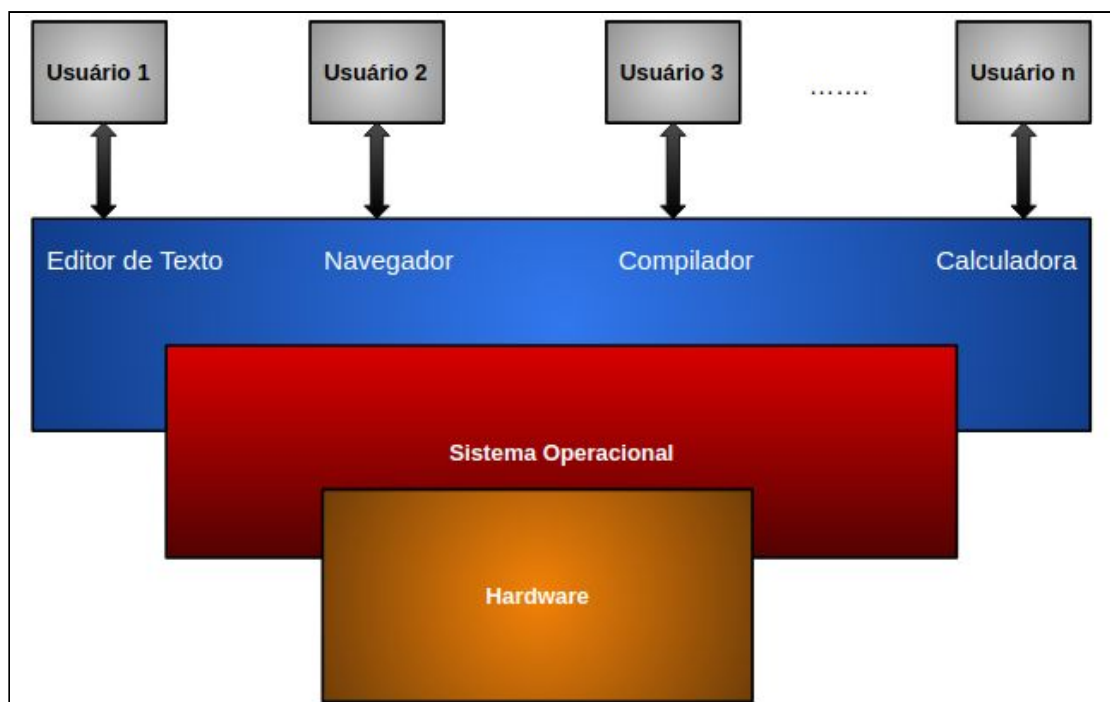 Usuário 1
Usuário 2
Usuário 3
.......
Usuário n
Editor de Texto
Navegador
Compilador
Calculadora
Sistema Operacional
Hardware